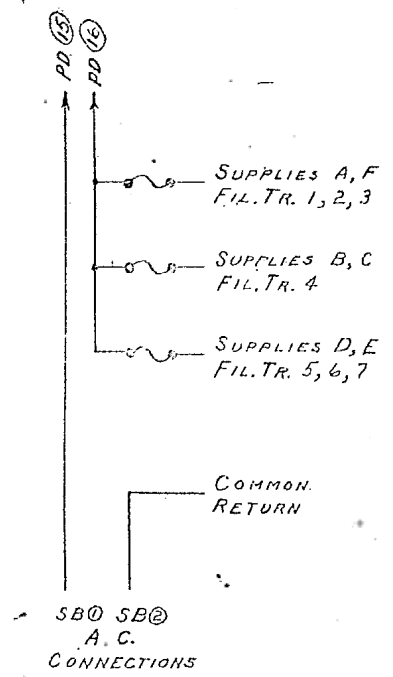 PD ⑮
PD ⑯
SUPPLIES A, F
FIL. TR. 1, 2, 3
SUPPLIES B, C
FIL. TR. 4
SUPPLIES D, E
FIL. TR. 5, 6, 7
COMMON
RETURN
SB① SB②
A. C.
CONNECTIONS